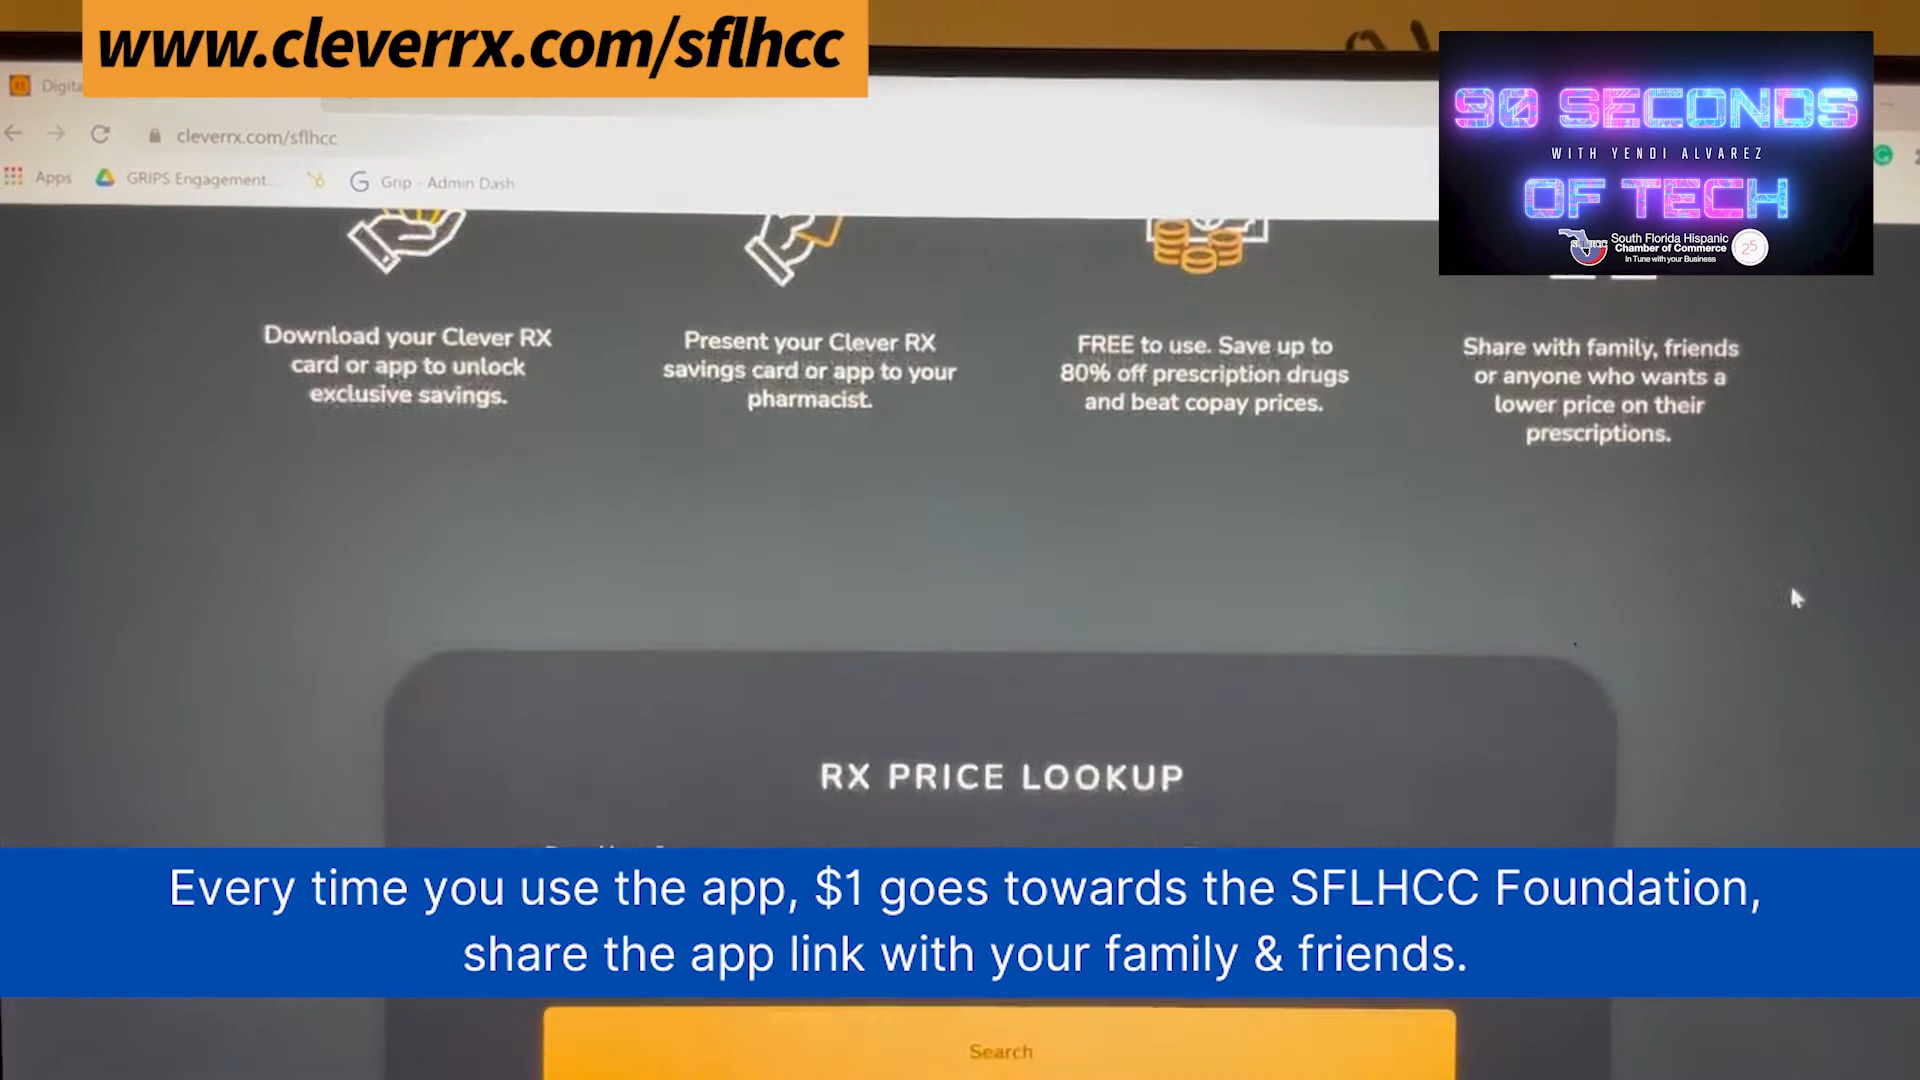 www.cleverrx.com/sflhcc
90 SECONDS
WITH YENDI ALVAREZ
OF TECH
SFLHCC
South Florida Hispanic
Chamber of Commerce
In Tune with your Business
25
cleverrx.com/sflhcc
Apps
GRIPS Engagement...
Grip - Admin Dash
Download your Clever RX
card or app to unlock
exclusive savings.
Present your Clever RX
savings card or app to your
pharmacist.
FREE to use. Save up to
80% off prescription drugs
and beat copay prices.
Share with family, friends
or anyone who wants a
lower price on their
prescriptions.
RX PRICE LOOKUP
Every time you use the app, $1 goes towards the SFLHCC Foundation,
share the app link with your family & friends.
Search